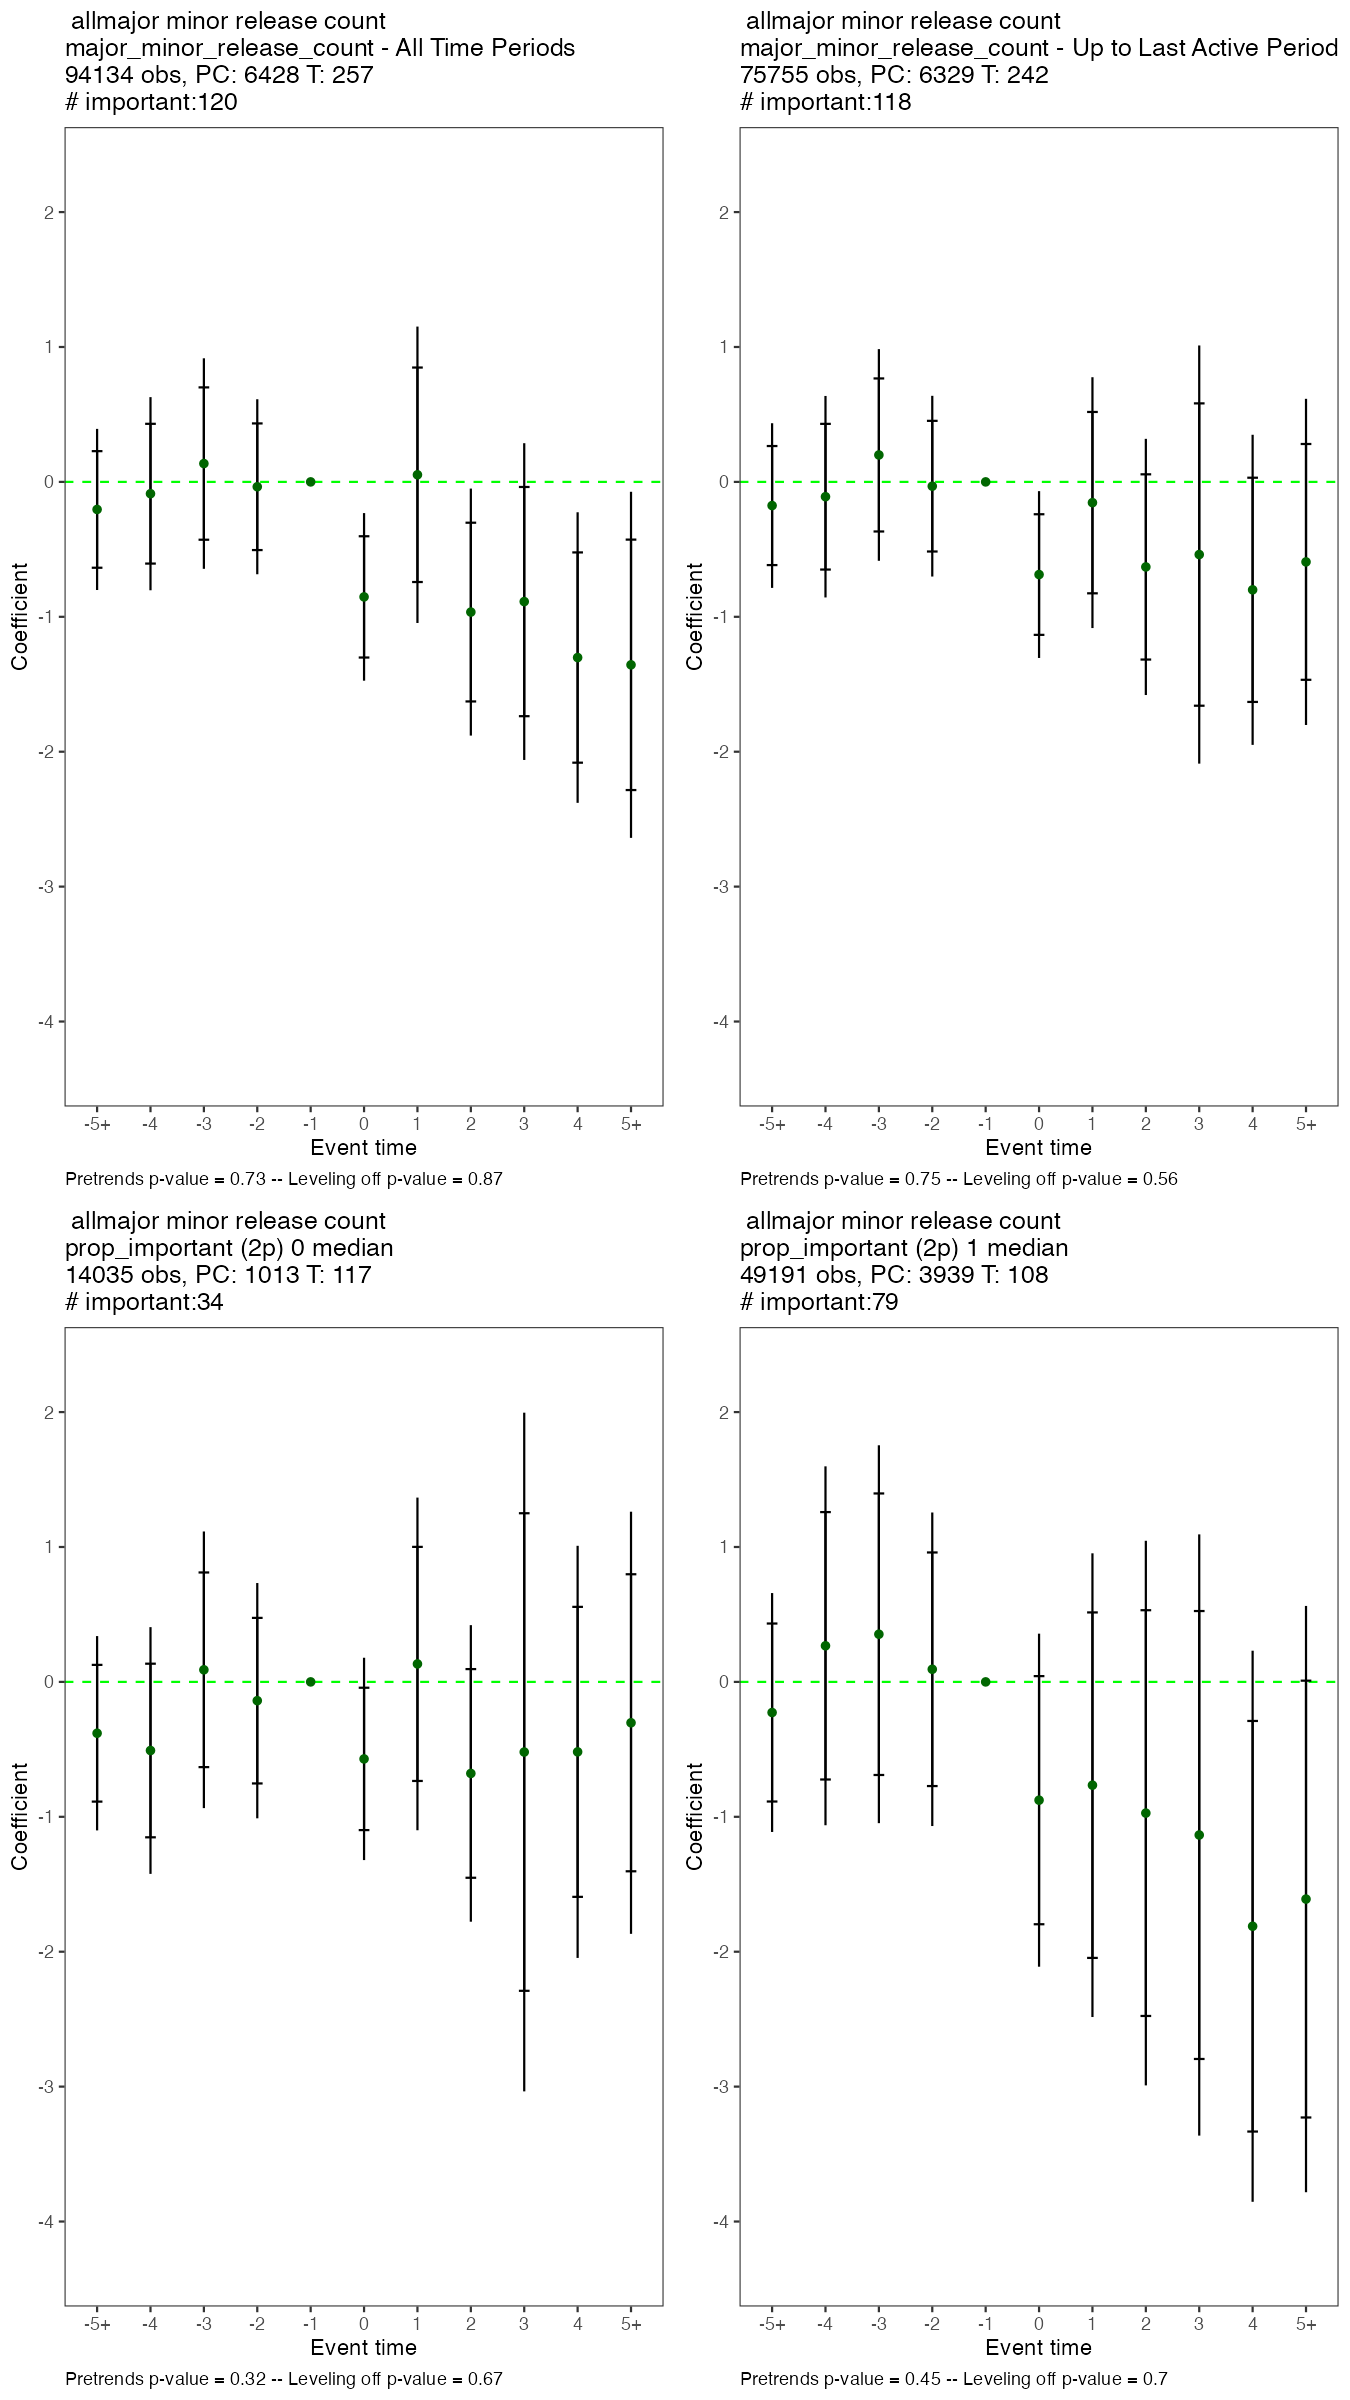 allmajor minor release count
major_minor_release_count - All Time Periods
94134 obs, PC: 6428 T: 257
# important:120
2
1
0
-1
-2
-3
-4
Coefficient
-5+ -4 -3 -2 -1 0 1 2 3 4 5+
Event time
Pretrends p-value = 0.73 -- Leveling off p-value = 0.87
allmajor minor release count
major_minor_release_count - Up to Last Active Period
75755 obs, PC: 6329 T: 242
# important:118
2
1
0
-1
-2
-3
-4
Coefficient
-5+ -4 -3 -2 -1 0 1 2 3 4 5+
Event time
Pretrends p-value = 0.75 -- Leveling off p-value = 0.56
allmajor minor release count
prop_important (2p) 0 median
14035 obs, PC: 1013 T: 117
# important:34
2
1
0
-1
-2
-3
-4
Coefficient
-5+ -4 -3 -2 -1 0 1 2 3 4 5+
Event time
Pretrends p-value = 0.32 -- Leveling off p-value = 0.67
allmajor minor release count
prop_important (2p) 1 median
49191 obs, PC: 3939 T: 108
# important:79
2
1
0
-1
-2
-3
-4
Coefficient
-5+ -4 -3 -2 -1 0 1 2 3 4 5+
Event time
Pretrends p-value = 0.45 -- Leveling off p-value = 0.7